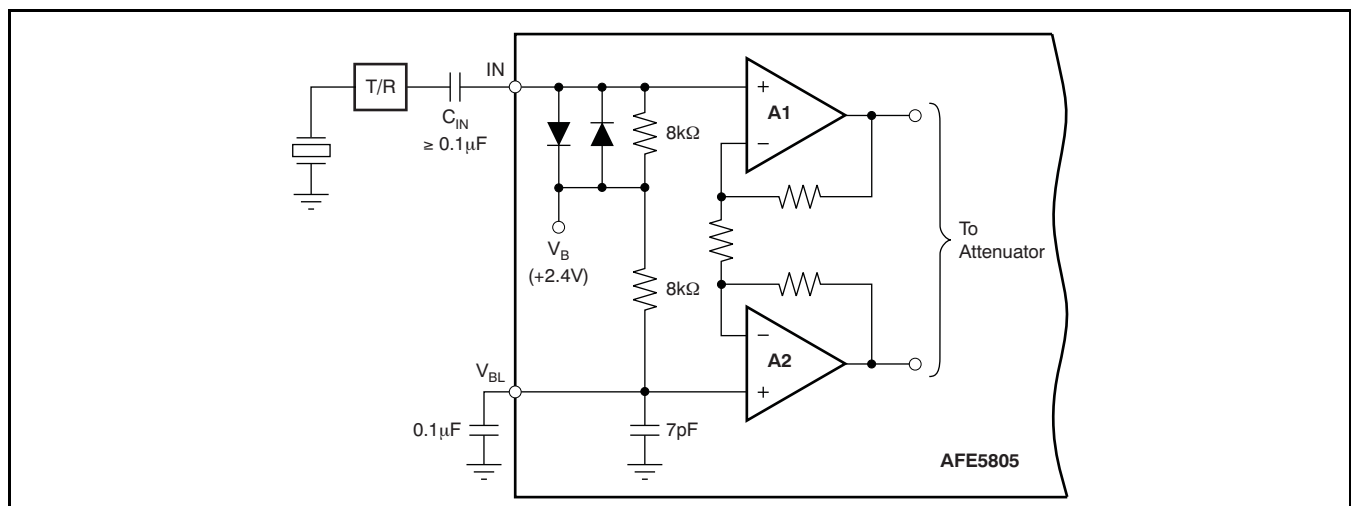 IN
T/R
C_IN
≥ 0.1μF
8kΩ
+
A1
−
V_B
(+2.4V)
8kΩ
To
Attenuator
−
A2
+
V_BL
0.1μF
7pF
AFE5805